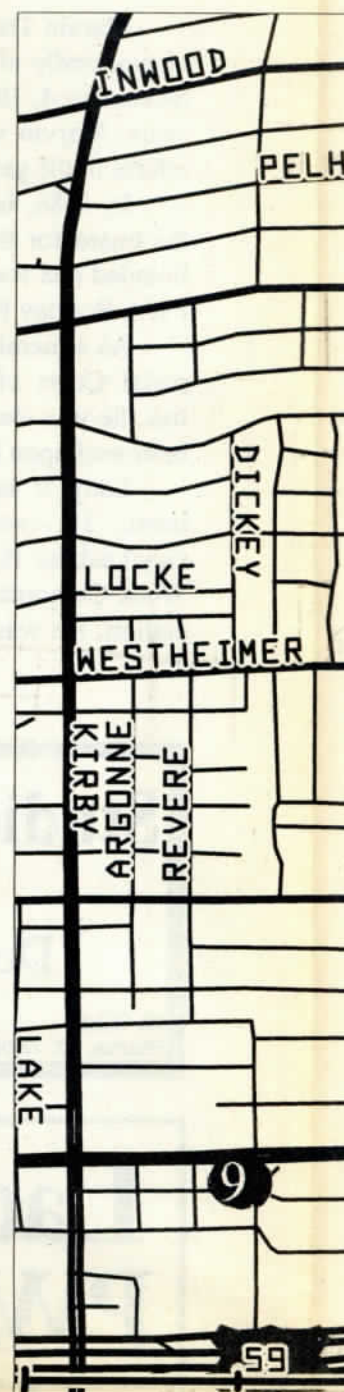 INWOOD
PELH
DICKEY
LOCKE
WESTHEIMER
KIRBY
ARGONNE
REVERE
LAKE
9
59